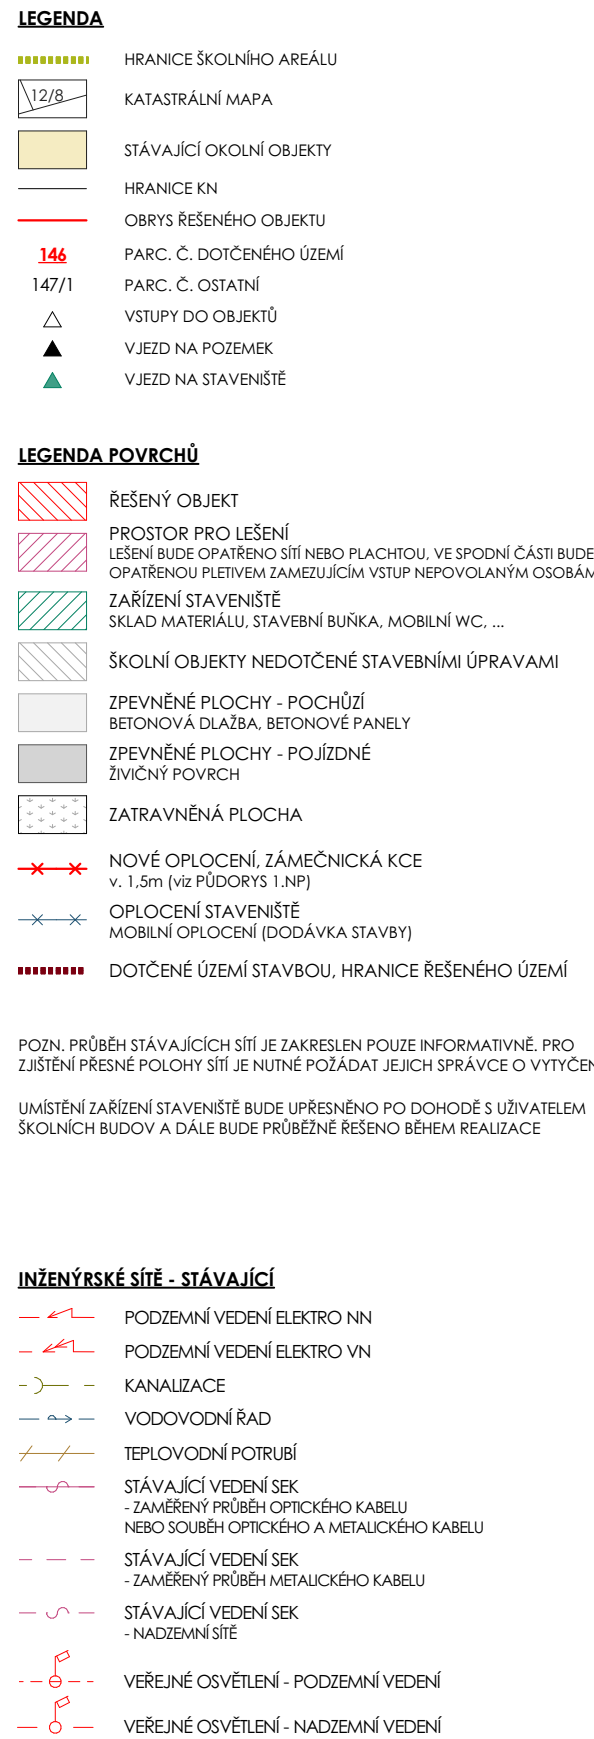 LEGENDA
HRANICE ŠKOLNÍHO AREÁLU
12/8 KATASTRÁLNÍ MAPA
STÁVAJÍCÍ OKOLNÍ OBJEKTY
HRANICE KN
OBRYS ŘEŠENÉHO OBJEKTU
146 PARC. Č. DOTČENÉHO ÚZEMÍ
147/1 PARC. Č. OSTATNÍ
VSTUPY DO OBJEKTŮ
VJEZD NA POZEMEK
VJEZD NA STAVENIŠTĚ
LEGENDA POVRCHŮ
ŘEŠENÝ OBJEKT
PROSTOR PRO LEŠENÍ
LEŠENÍ BUDE OPATŘENO SÍTÍ NEBO PLACHTOU, VE SPODNÍ ČÁSTI BUDE
OPATŘENOU PLETIVEM ZAMEZUJÍCÍM VSTUP NEPOVOLANÝM OSOBÁM
ZAŘÍZENÍ STAVENIŠTĚ
SKLAD MATERIÁLU, STAVEBNÍ BUŇKA, MOBILNÍ WC, ...
ŠKOLNÍ OBJEKTY NEDOTČENÉ STAVEBNÍMI ÚPRAVAMI
ZPEVNĚNÉ PLOCHY - POCHŮZÍ
BETONOVÁ DLAŽBA, BETONOVÉ PANELY
ZPEVNĚNÉ PLOCHY - POJÍZDNÉ
ŽIVIČNÝ POVRCH
ZATRAVNĚNÁ PLOCHA
NOVÉ OPLOCENÍ, ZÁMEČNICKÁ KCE
v. 1,5m (viz PŮDORYS 1.NP)
OPLOCENÍ STAVENIŠTĚ
MOBILNÍ OPLOCENÍ (DODÁVKA STAVBY)
DOTČENÉ ÚZEMÍ STAVBOU, HRANICE ŘEŠENÉHO ÚZEMÍ
POZN. PRŮBĚH STÁVAJÍCÍCH SÍTÍ JE ZAKRESLEN POUZE INFORMATIVNĚ. PRO
ZJIŠTĚNÍ PŘESNÉ POLOHY SÍTÍ JE NUTNÉ POŽÁDAT JEJICH SPRÁVCE O VYTYČEN
UMÍSTĚNÍ ZAŘÍZENÍ STAVENIŠTĚ BUDE UPŘESNĚNO PO DOHODĚ S UŽIVATELEM
ŠKOLNÍCH BUDOV A DÁLE BUDE PRŮBĚŽNĚ ŘEŠENO BĚHEM REALIZACE
INŽENÝRSKÉ SÍTĚ - STÁVAJÍCÍ
PODZEMNÍ VEDENÍ ELEKTRO NN
PODZEMNÍ VEDENÍ ELEKTRO VN
KANALIZACE
VODOVODNÍ ŘAD
TEPLOVODNÍ POTRUBÍ
STÁVAJÍCÍ VEDENÍ SEK
- ZAMĚŘENÝ PRŮBĚH OPTICKÉHO KABELU
NEBO SOUBĚH OPTICKÉHO A METALICKÉHO KABELU
STÁVAJÍCÍ VEDENÍ SEK
- ZAMĚŘENÝ PRŮBĚH METALICKÉHO KABELU
STÁVAJÍCÍ VEDENÍ SEK
- NADZEMNÍ SÍTĚ
VEŘEJNÉ OSVĚTLENÍ - PODZEMNÍ VEDENÍ
VEŘEJNÉ OSVĚTLENÍ - NADZEMNÍ VEDENÍ